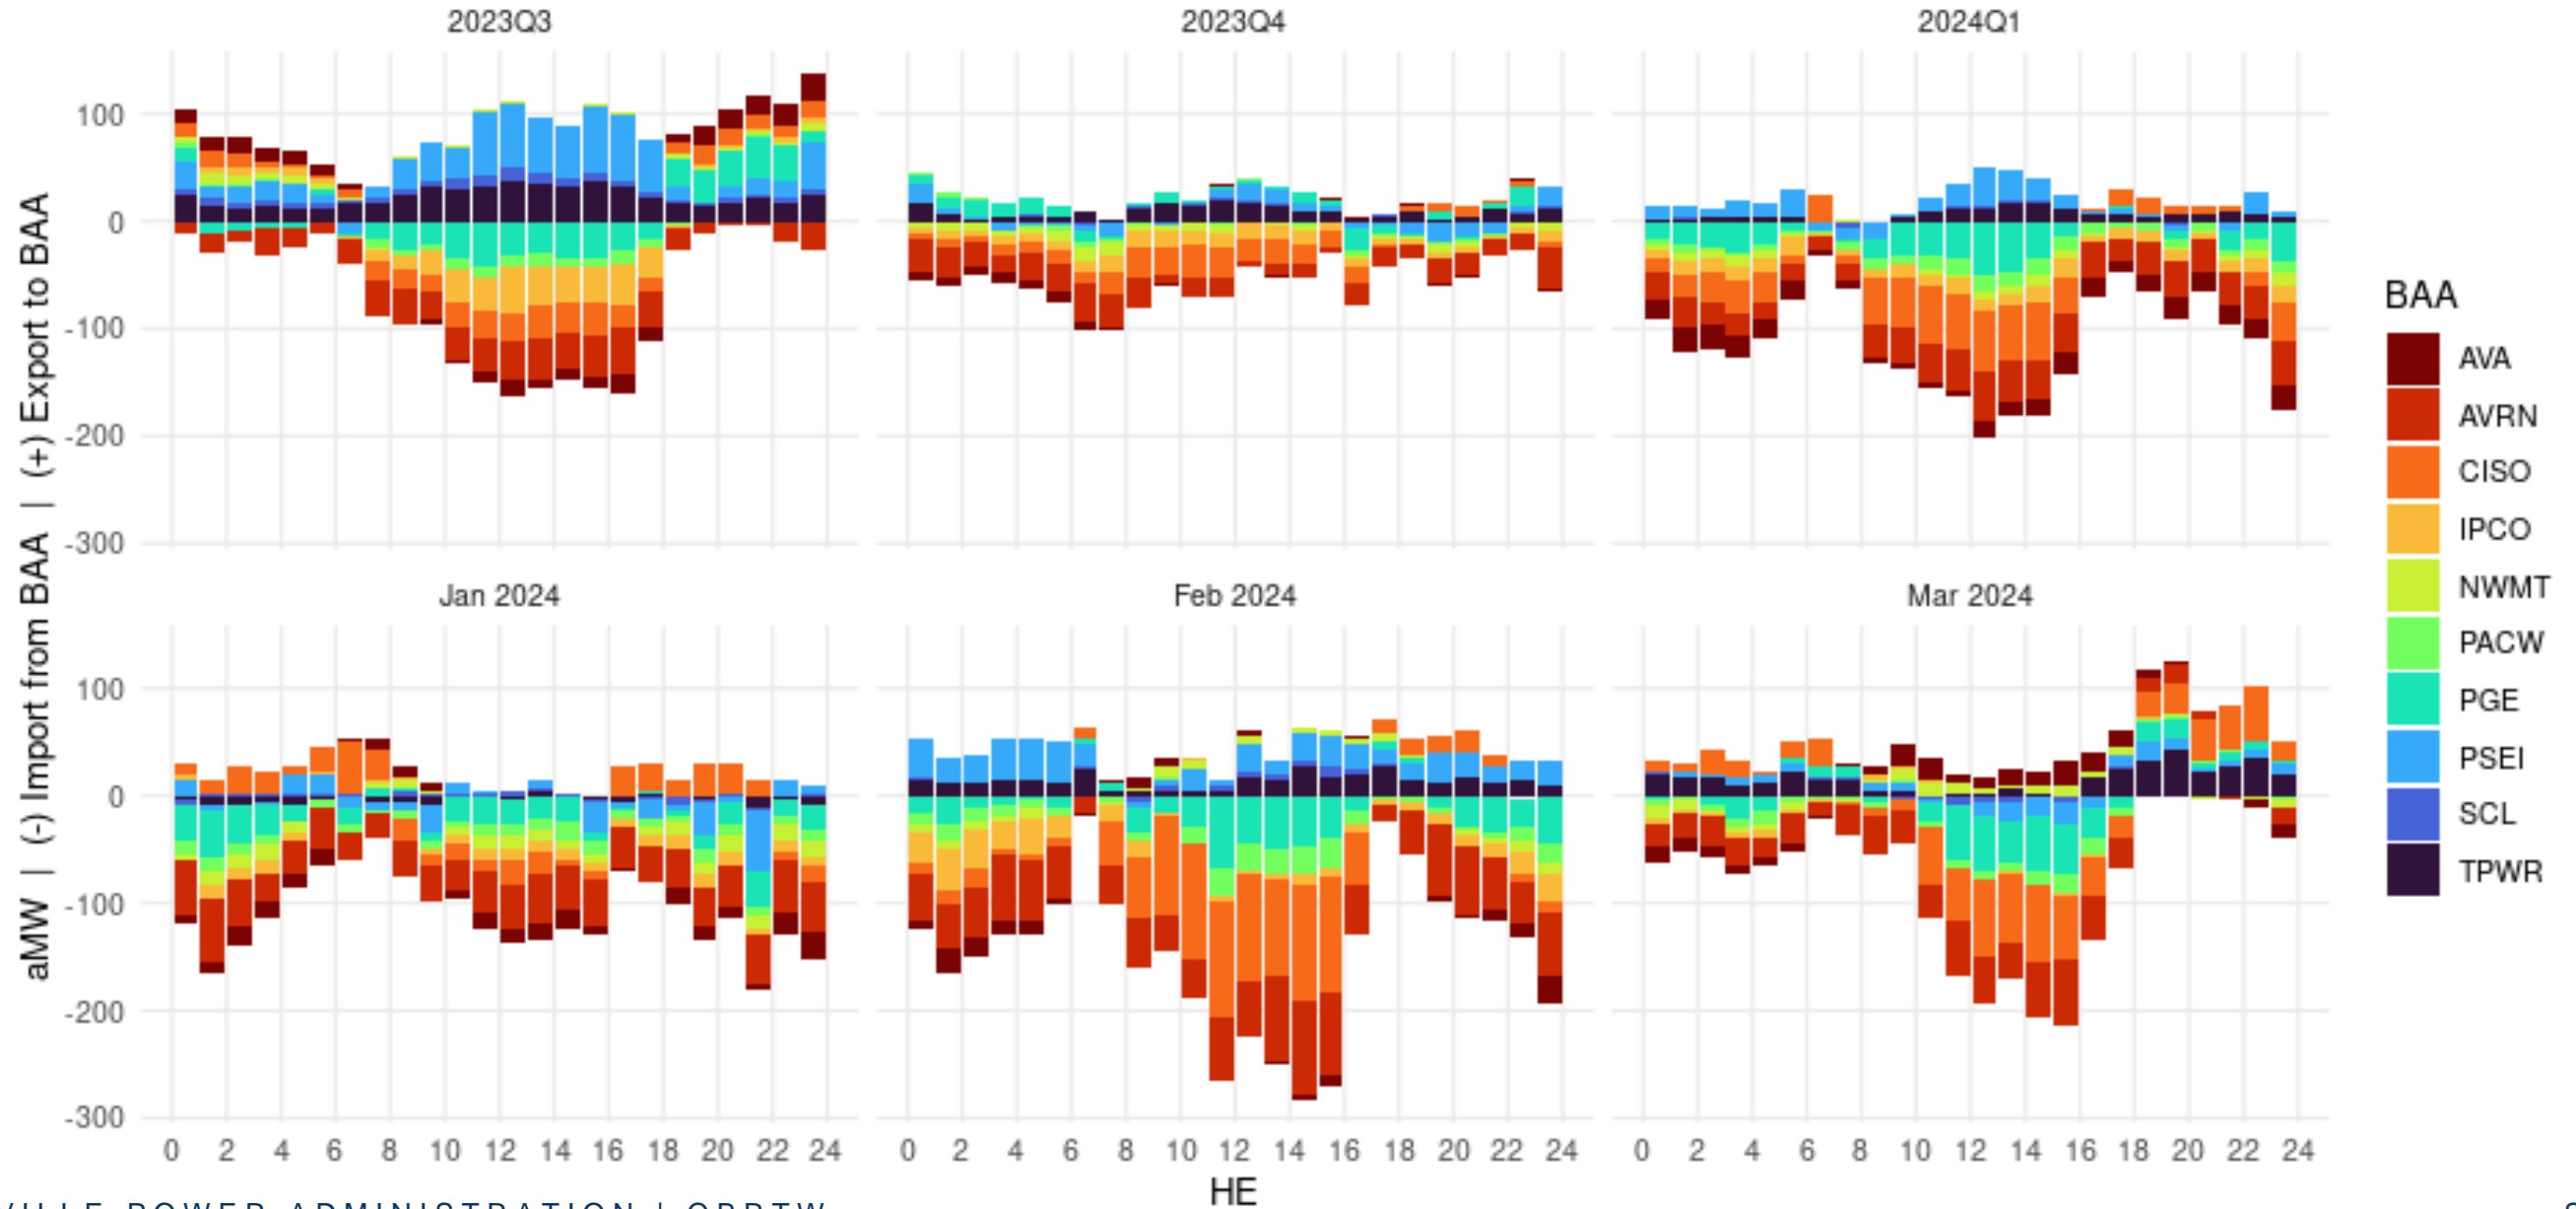 2023Q3 2023Q4 2024Q1
100
0
-100
-200
-300
Jan 2024 Feb 2024 Mar 2024
100
0
-100
-200
-300
0 2 4 6 8 10 12 14 16 18 20 22 24 0 2 4 6 8 10 12 14 16 18 20 22 24 0 2 4 6 8 10 12 14 16 18 20 22 24
HE
aMW | (-) Import from BAA | (+) Export to BAA
BAA
AVA
AVRN
CISO
IPCO
NWMT
PACW
PGE
PSEI
SCL
TPWR
POWER ADMINISTRATION |